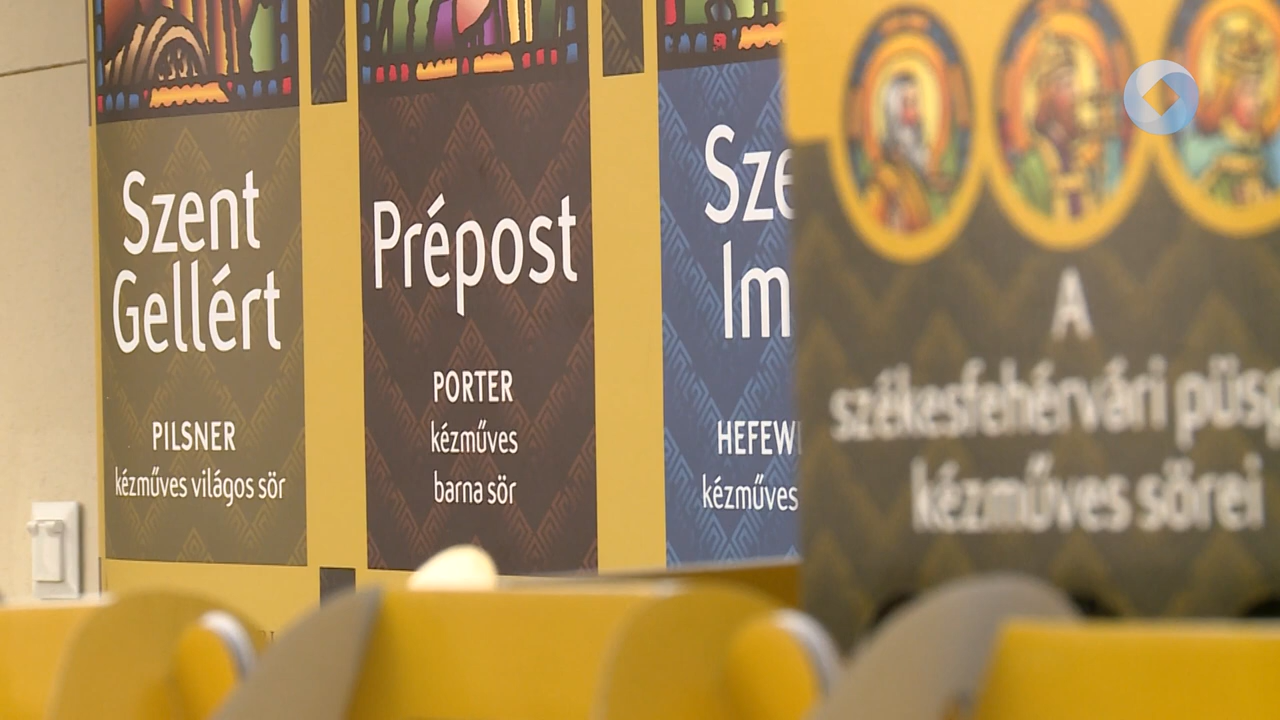 Szent
Gellért
PILSNER
kézműves világos sör
Prépost
PORTER
kézműves
barna sör
Sze
Im
HEFEW
kézműves
A
székesfehérvári püsp
kézműves sörei